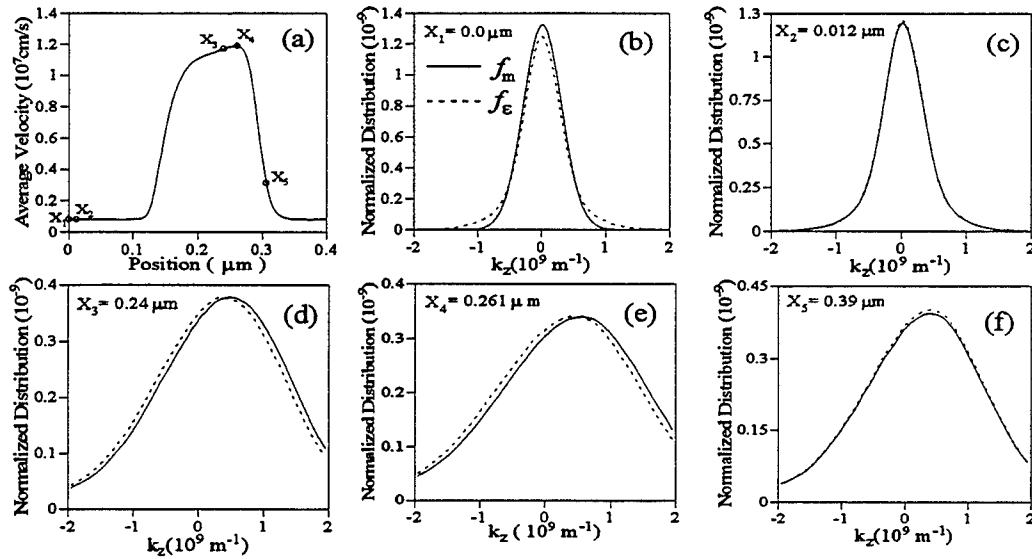 (a)
Average Velocity (10⁷cm/s)
1.4
1.2
1.0
0.8
0.6
0.4
0.2
0
X₃
X₄
X₅
X₁
X₂
0
0.1
0.2
0.3
0.4
Position ( µm)
(b)
X₁= 0.0 µm
fₘ
f_ε
Normalized Distribution (10⁻⁹)
1.4
1.2
1.0
0.8
0.6
0.4
0.2
0
-2
-1
0
1
2
k_z(10⁹ m⁻¹)
(c)
X₂= 0.012 µm
Normalized Distribution (10⁻⁹)
1.25
1
0.75
0.5
0.25
0
-2
-1
0
1
2
k_z(10⁹ m⁻¹)
(d)
X₃= 0.24 µm
Normalized Distribution (10⁻⁹)
0.4
0.3
0.2
0.1
0
-2
-1
0
1
2
k_z(10⁹ m⁻¹)
(e)
X₄= 0.261 µ m
Normalized Distribution (10⁻⁹)
0.4
0.3
0.2
0.1
0
-2
-1
0
1
2
k_z (10⁹ m⁻¹)
(f)
X₅= 0.39 µm
Normalized Distribution (10⁻⁹)
0.45
0.3
0.15
0
-2
-1
0
1
2
k_z(10⁹ m⁻¹)